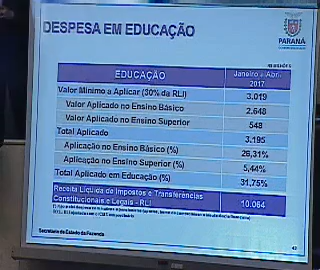 DESPESA EM EDUCAÇÃO
PARANÁ
EDUCAÇÃO Janeiro - Abr
2017
Valor Mínimo a Aplicar (30% da RLI) 3.019
Valor Aplicado no Ensino Básico 2.648
Valor Aplicado no Ensino Superior 548
Total Aplicado 3.195
Aplicação no Ensino Básico (%) 26,31%
Aplicação no Ensino Superior (%) 5,44%
Total Aplicado em Educação (%) 31,75%
Receita Líquida de Impostos e Transferências
Constitucionais e Legais - RLI 10.064
Secretaria de Estado da Fazenda